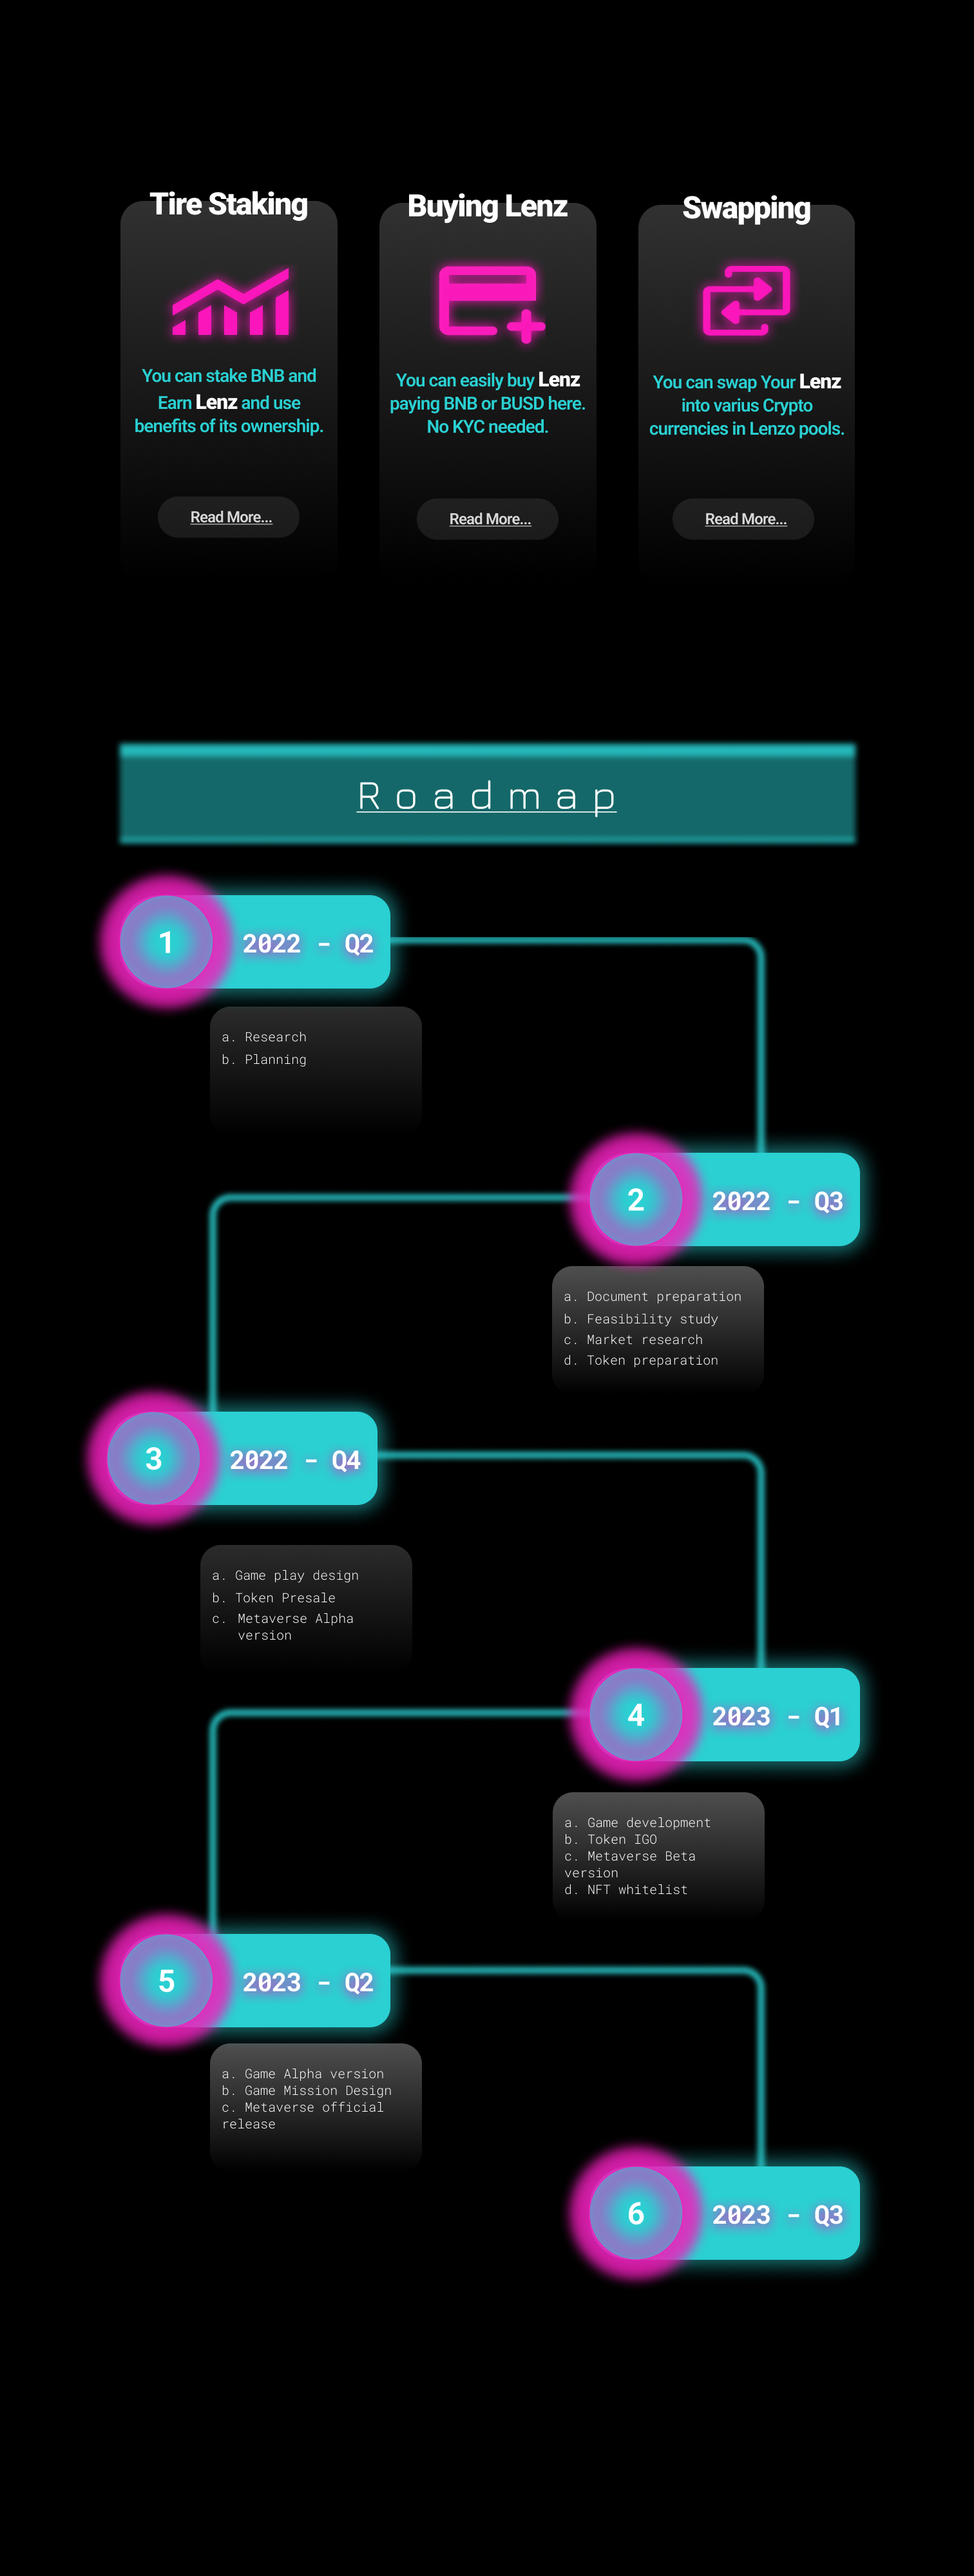 Tire Staking
You can stake BNB and
Earn Lenz and use
benefits of its ownership.
Read More...
Buying Lenz
You can easily buy Lenz
paying BNB or BUSD here.
No KYC needed.
Read More...
Swapping
You can swap Your Lenz
into varius Crypto
currencies in Lenzo pools.
Read More...
Roadmap
1
2022 - Q2
a. Research
b. Planning
2
2022 - Q3
a. Document preparation
b. Feasibility study
c. Market research
d. Token preparation
3
2022 - Q4
a. Game play design
b. Token Presale
c. Metaverse Alpha
version
4
2023 - Q1
a. Game development
b. Token IGO
c. Metaverse Beta
version
d. NFT whitelist
5
2023 - Q2
a. Game Alpha version
b. Game Mission Design
c. Metaverse official
release
6
2023 - Q3